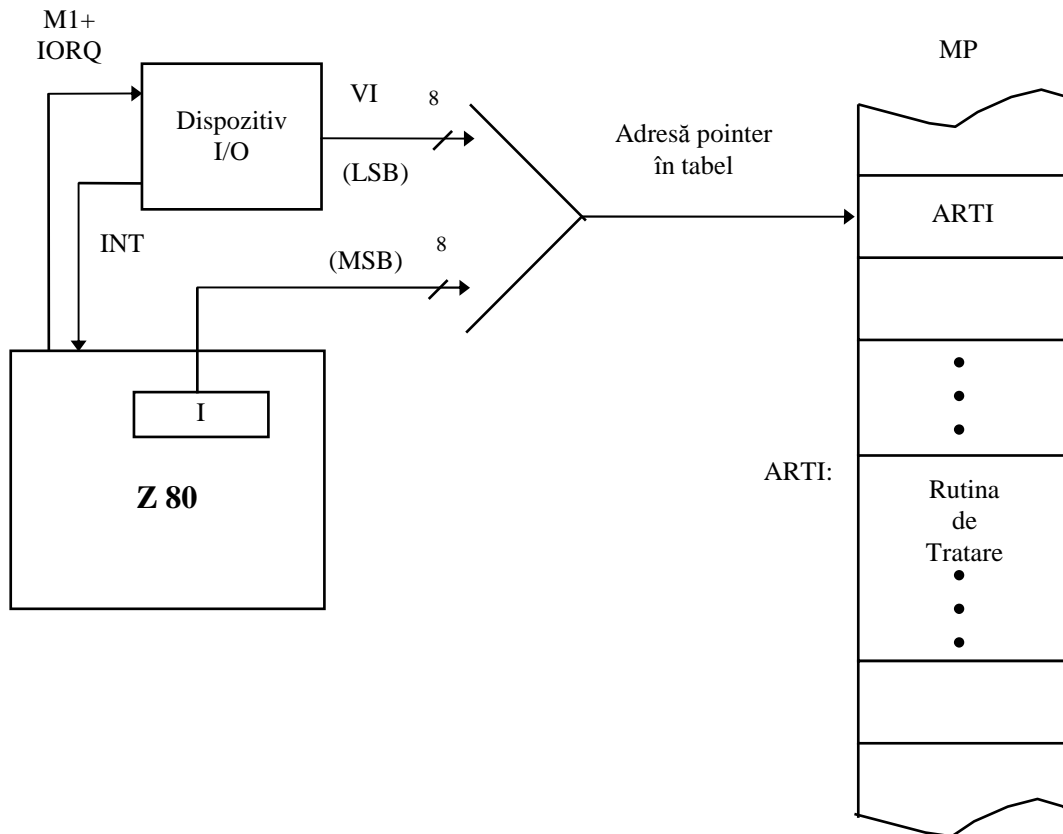 M1+
IORQ
MP
Dispozitiv
I/O
VI
8
(LSB)
Adresă pointer
în tabel
ARTI
INT
8
(MSB)
I
Z 80
ARTI:
Rutina
de
Tratare